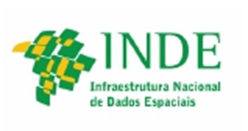 INDE
Infraestrutura Nacional
de Dados Espaciais